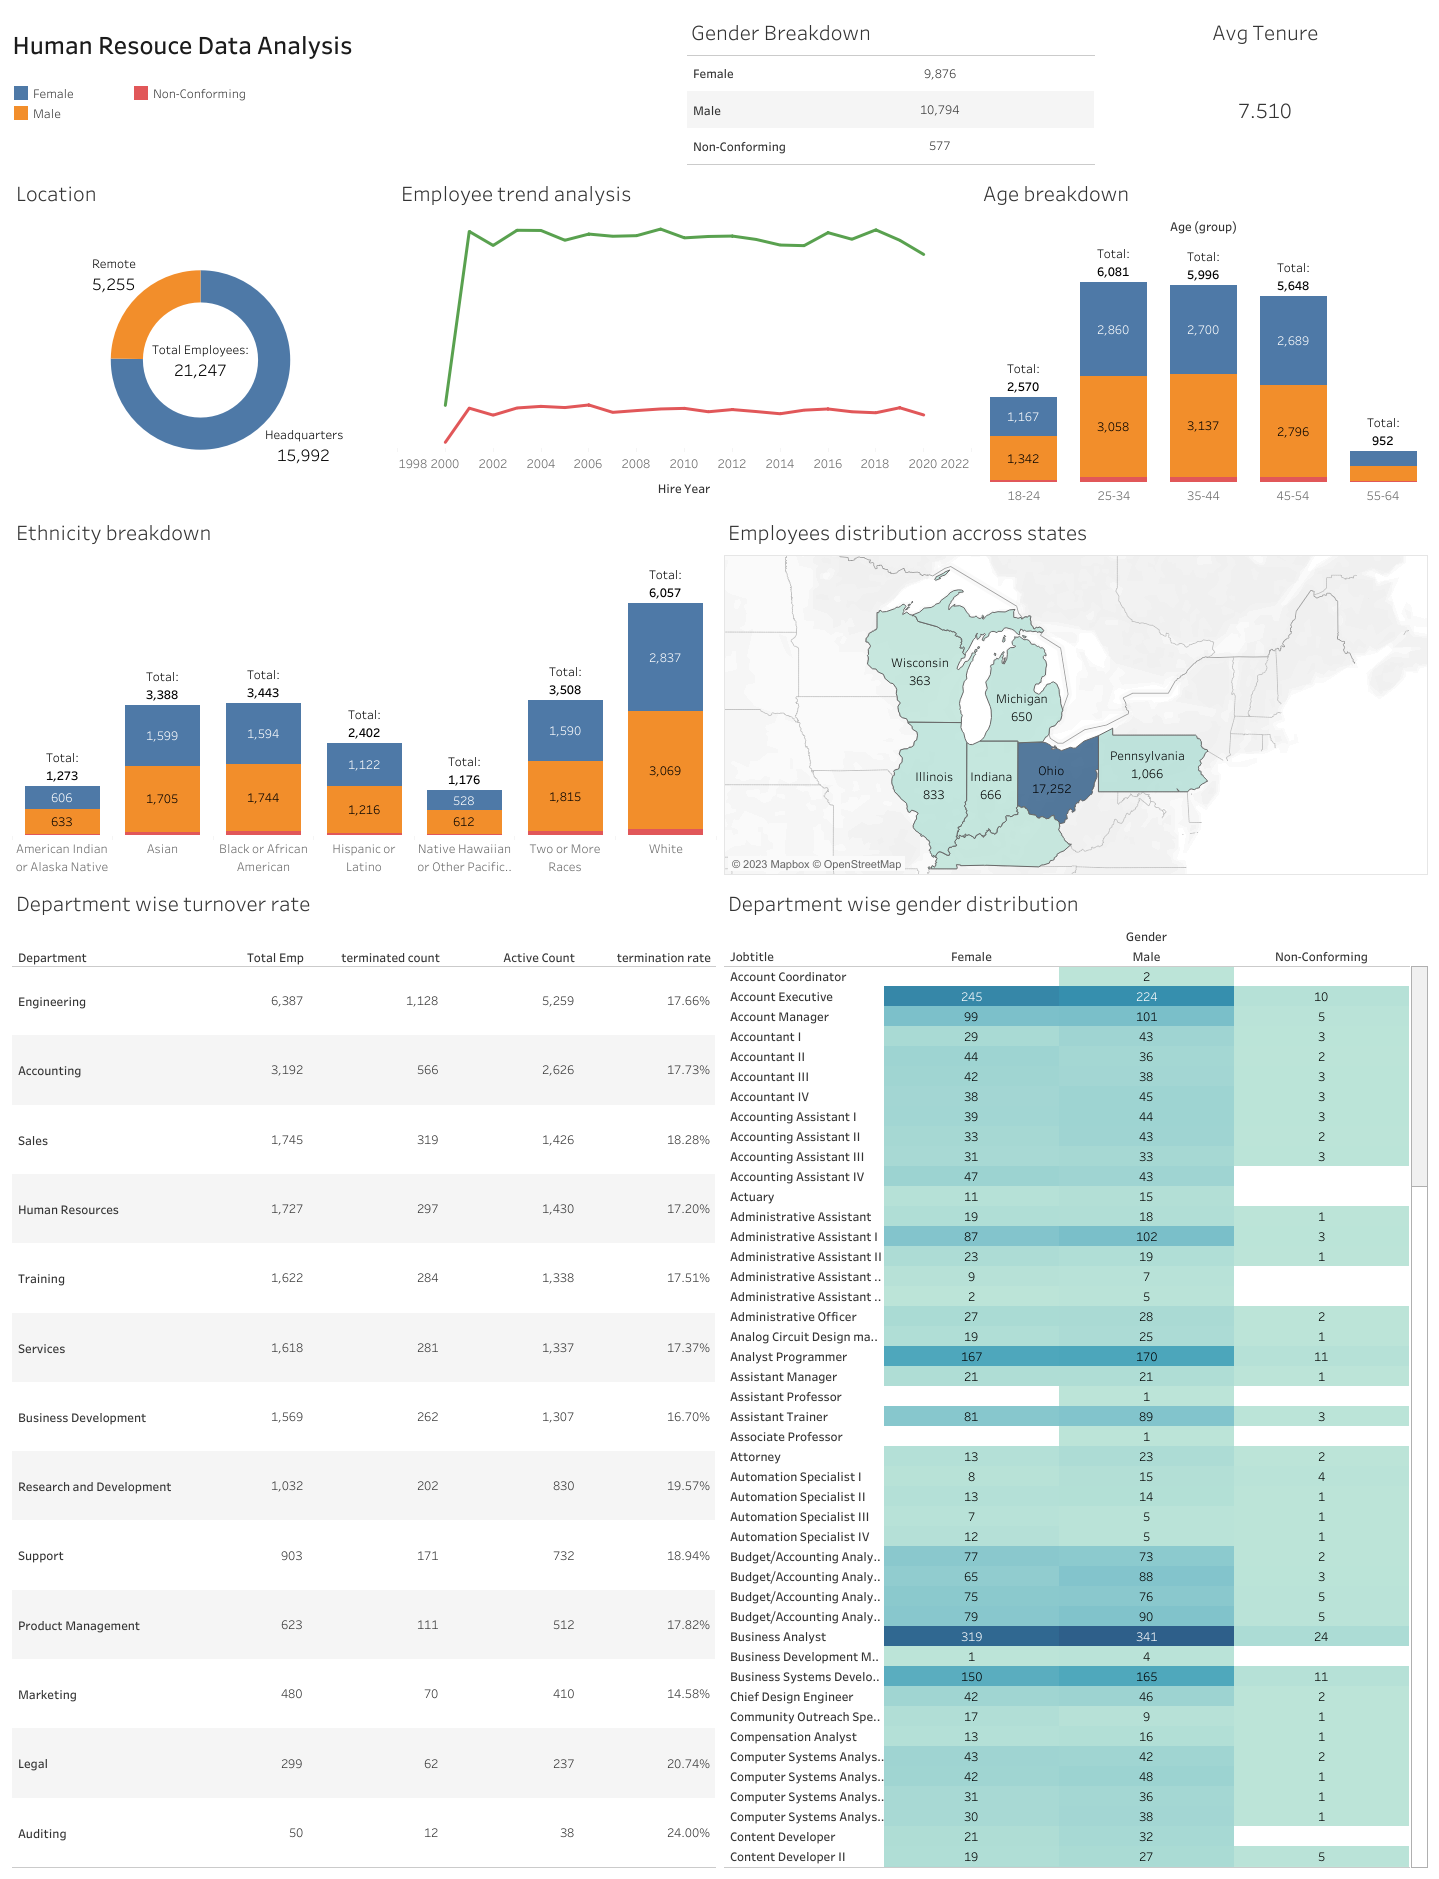 Human Resouce Data Analysis
Female
Non-Conforming
Male
Gender Breakdown
Female 9,876
Male 10,794
Non-Conforming 577
Avg Tenure
7.510
Location
Remote
5,255
Total Employees:
21,247
Headquarters
15,992
Employee trend analysis
1998 2000 2002 2004 2006 2008 2010 2012 2014 2016 2018 2020 2022
Hire Year
Age breakdown
Age (group)
Total:
2,570
1,167
1,342
18-24
Total:
6,081
2,860
3,058
25-34
Total:
5,996
2,700
3,137
35-44
Total:
5,648
2,689
2,796
45-54
Total:
952
55-64
Ethnicity breakdown
Total:
1,273
606
633
American Indian
or Alaska Native
Total:
3,388
1,599
1,705
Asian
Total:
3,443
1,594
1,744
Black or African
American
Total:
2,402
1,122
1,216
Hispanic or
Latino
Total:
1,176
528
612
Native Hawaiian
or Other Pacific..
Total:
3,508
1,590
1,815
Two or More
Races
Total:
6,057
2,837
3,069
White
Employees distribution accross states
Wisconsin
363
Michigan
650
Illinois
833
Indiana
666
Ohio
17,252
Pennsylvania
1,066
© 2023 Mapbox © OpenStreetMap
Department wise turnover rate
Department Total Emp terminated count Active Count termination rate
Engineering 6,387 1,128 5,259 17.66%
Accounting 3,192 566 2,626 17.73%
Sales 1,745 319 1,426 18.28%
Human Resources 1,727 297 1,430 17.20%
Training 1,622 284 1,338 17.51%
Services 1,618 281 1,337 17.37%
Business Development 1,569 262 1,307 16.70%
Research and Development 1,032 202 830 19.57%
Support 903 171 732 18.94%
Product Management 623 111 512 17.82%
Marketing 480 70 410 14.58%
Legal 299 62 237 20.74%
Auditing 50 12 38 24.00%
Department wise gender distribution
Gender
Jobtitle Female Male Non-Conforming
Account Coordinator 2
Account Executive 245 224 10
Account Manager 99 101 5
Accountant I 29 43 3
Accountant II 44 36 2
Accountant III 42 38 3
Accountant IV 38 45 3
Accounting Assistant I 39 44 3
Accounting Assistant II 33 43 2
Accounting Assistant III 31 33 3
Accounting Assistant IV 47 43
Actuary 11 15
Administrative Assistant 19 18 1
Administrative Assistant I 87 102 3
Administrative Assistant II 23 19 1
Administrative Assistant .. 9 7
Administrative Assistant .. 2 5
Administrative Officer 27 28 2
Analog Circuit Design ma.. 19 25 1
Analyst Programmer 167 170 11
Assistant Manager 21 21 1
Assistant Professor 1
Assistant Trainer 81 89 3
Associate Professor 1
Attorney 13 23 2
Automation Specialist I 8 15 4
Automation Specialist II 13 14 1
Automation Specialist III 7 5 1
Automation Specialist IV 12 5 1
Budget/Accounting Analy.. 77 73 2
Budget/Accounting Analy.. 65 88 3
Budget/Accounting Analy.. 75 76 5
Budget/Accounting Analy.. 79 90 5
Business Analyst 319 341 24
Business Development M.. 1 4
Business Systems Develo.. 150 165 11
Chief Design Engineer 42 46 2
Community Outreach Spe.. 17 9 1
Compensation Analyst 13 16 1
Computer Systems Analys.. 43 42 2
Computer Systems Analys.. 42 48 1
Computer Systems Analys.. 31 36 1
Computer Systems Analys.. 30 38 1
Content Developer 21 32
Content Developer II 19 27 5